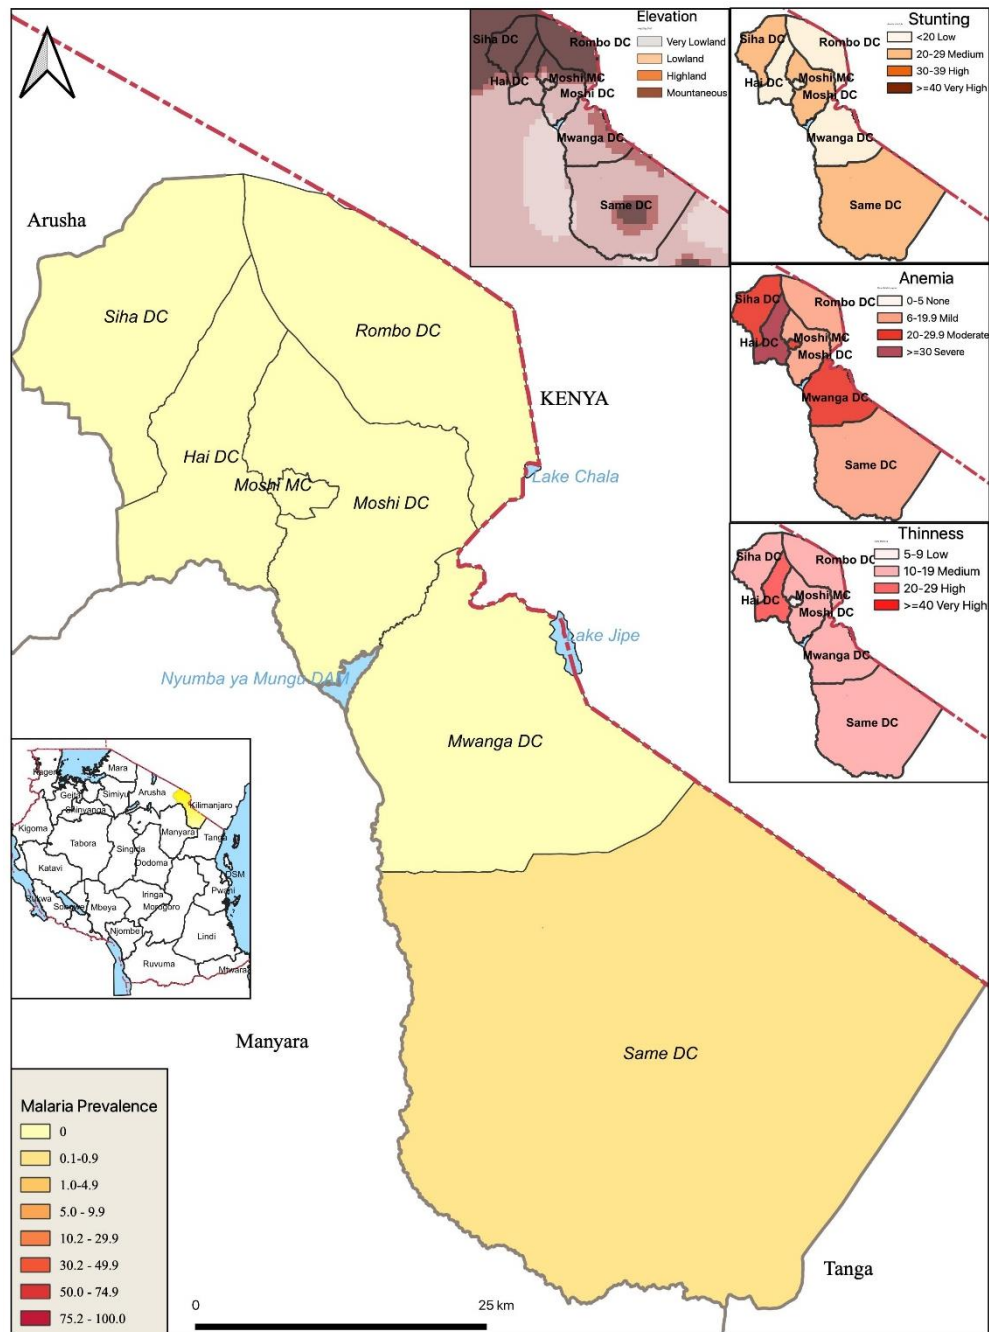 Elevation
Very Lowland
Lowland
Highland
Mountaneous
Siha DC
Rombo DC
Hai DC
Moshi MC
Moshi DC
Mwanga DC
Same DC
Stunting
<20 Low
20-29 Medium
30-39 High
>=40 Very High
Siha DC
Rombo DC
Hai DC
Moshi MC
Moshi DC
Mwanga DC
Same DC
Anemia
0-5 None
6-19.9 Mild
20-29.9 Moderate
>=30 Severe
Siha DC
Rombo DC
Hai DC
Moshi MC
Moshi DC
Mwanga DC
Same DC
Thinness
5-9 Low
10-19 Medium
20-29 High
>=40 Very High
Siha DC
Rombo DC
Hai DC
Moshi MC
Moshi DC
Mwanga DC
Same DC
Arusha
Siha DC
Rombo DC
KENYA
Hai DC
Moshi MC
Moshi DC
Lake Chala
Lake Jipe
Nyumba ya Mungu DAM
Mwanga DC
Same DC
Manyara
Tanga
Mara
Geita
Simiyu
Arusha
Kilimanjaro
Shinyanga
Kigoma
Manyara
Tanga
Tabora
Singida
Dodoma
Katavi
DSM
Pwani
Iringa
Mbeya
Morogoro
Njombe
Lindi
Ruvuma
Mtwara
Malaria Prevalence
0
0.1-0.9
1.0-4.9
5.0 - 9.9
10.2 - 29.9
30.2 - 49.9
50.0 - 74.9
75.2 - 100.0
0
25 km